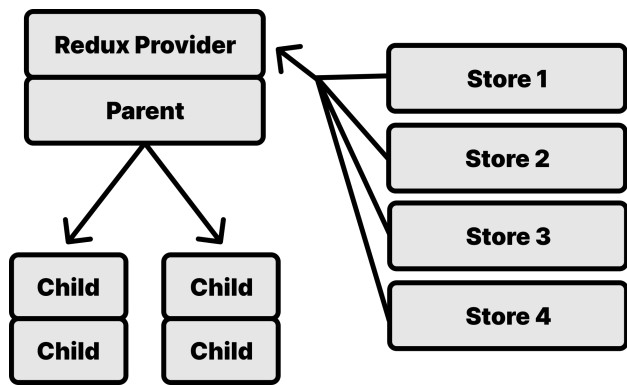 Redux Provider
Parent
Child
Child
Child
Child
Store 1
Store 2
Store 3
Store 4